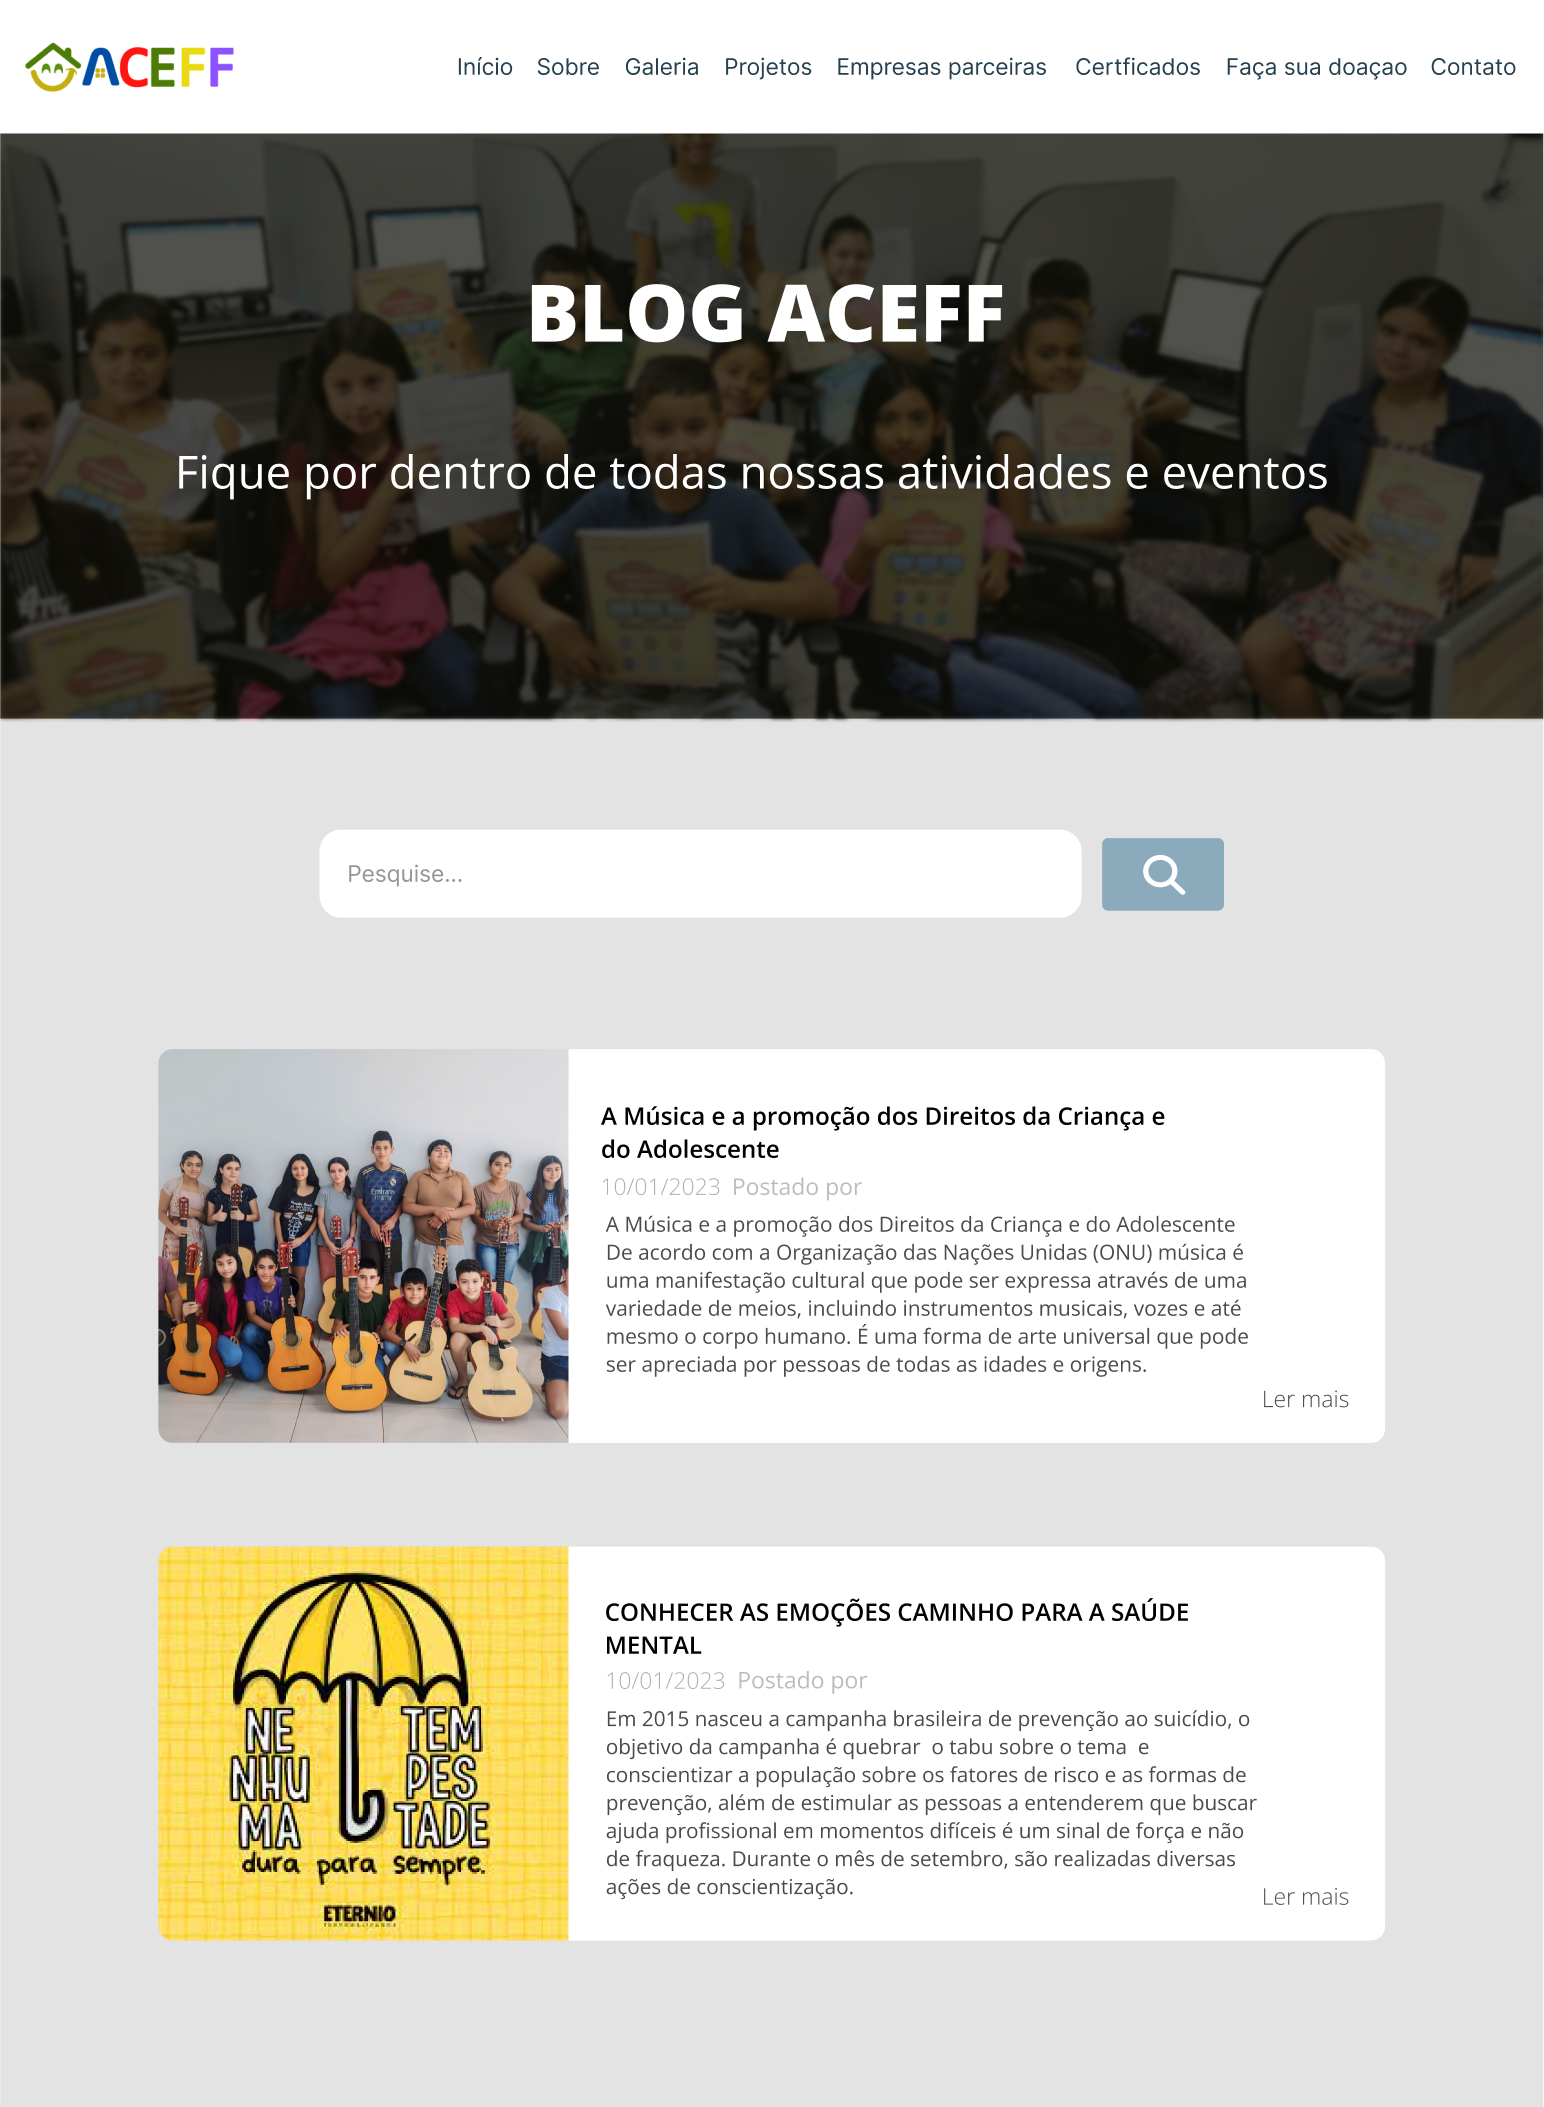 ACEFF
Início Sobre Galeria Projetos Empresas parceiras Certficados Faça sua doaçao Contato
BLOG ACEFF
Fique por dentro de todas nossas atividades e eventos
Pesquise...
A Música e a promoção dos Direitos da Criança e
do Adolescente
10/01/2023 Postado por
A Música e a promoção dos Direitos da Criança e do Adolescente
De acordo com a Organização das Nações Unidas (ONU) música é
uma manifestação cultural que pode ser expressa através de uma
variedade de meios, incluindo instrumentos musicais, vozes e até
mesmo o corpo humano. É uma forma de arte universal que pode
ser apreciada por pessoas de todas as idades e origens.
Ler mais
NE
NHU
MA
TEM
PES
TADE
dura para sempre.
ETERNIO
CONHECER AS EMOÇÕES CAMINHO PARA A SAÚDE
MENTAL
10/01/2023 Postado por
Em 2015 nasceu a campanha brasileira de prevenção ao suicídio, o
objetivo da campanha é quebrar  o tabu sobre o tema  e
conscientizar a população sobre os fatores de risco e as formas de
prevenção, além de estimular as pessoas a entenderem que buscar
ajuda profissional em momentos difíceis é um sinal de força e não
de fraqueza. Durante o mês de setembro, são realizadas diversas
ações de conscientização.
Ler mais